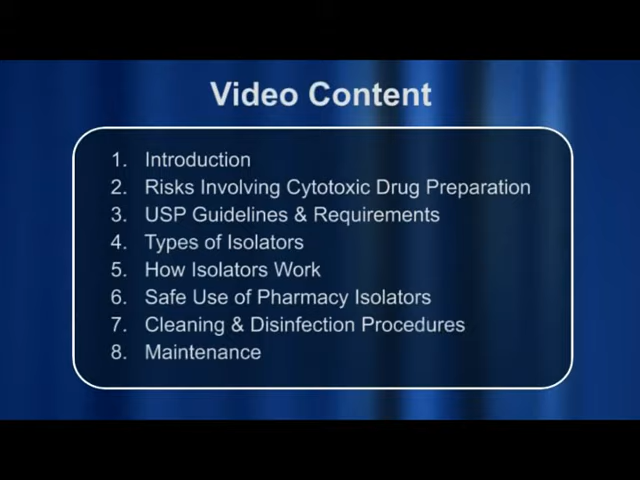 Video Content
1. Introduction
2. Risks Involving Cytotoxic Drug Preparation
3. USP Guidelines & Requirements
4. Types of Isolators
5. How Isolators Work
6. Safe Use of Pharmacy Isolators
7. Cleaning & Disinfection Procedures
8. Maintenance